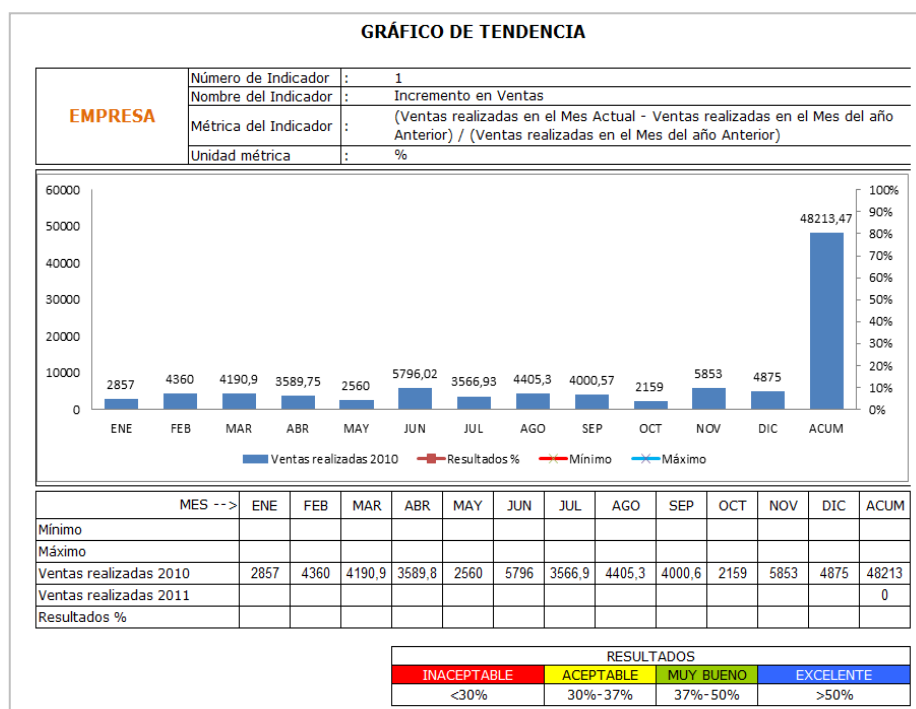 GRÁFICO DE TENDENCIA
EMPRESA
Número de Indicador : 1
Nombre del Indicador : Incremento en Ventas
Métrica del Indicador : (Ventas realizadas en el Mes Actual - Ventas realizadas en el Mes del año
Anterior) / (Ventas realizadas en el Mes del año Anterior)
Unidad métrica : %
60000
50000
40000
30000
20000
10000
0
100%
90%
80%
70%
60%
50%
40%
30%
20%
10%
0%
2857 4360 4190,9 3589,75 2560 5796,02 3566,93 4405,3 4000,57 2159 5853 4875 48213,47
ENE FEB MAR ABR MAY JUN JUL AGO SEP OCT NOV DIC ACUM
Ventas realizadas 2010 Resultados % Mínimo Máximo
MES --> ENE FEB MAR ABR MAY JUN JUL AGO SEP OCT NOV DIC ACUM
Mínimo
Máximo
Ventas realizadas 2010 2857 4360 4190,9 3589,8 2560 5796 3566,9 4405,3 4000,6 2159 5853 4875 48213
Ventas realizadas 2011 0
Resultados %
RESULTADOS
INACEPTABLE ACEPTABLE MUY BUENO EXCELENTE
<30% 30%-37% 37%-50% >50%